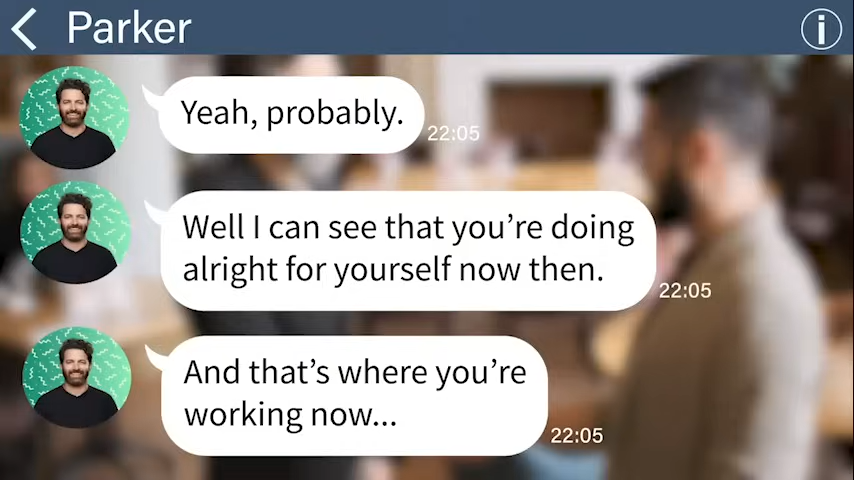 Parker
Yeah, probably.
22:05
Well I can see that you’re doing
alright for yourself now then.
22:05
And that’s where you’re
working now...
22:05